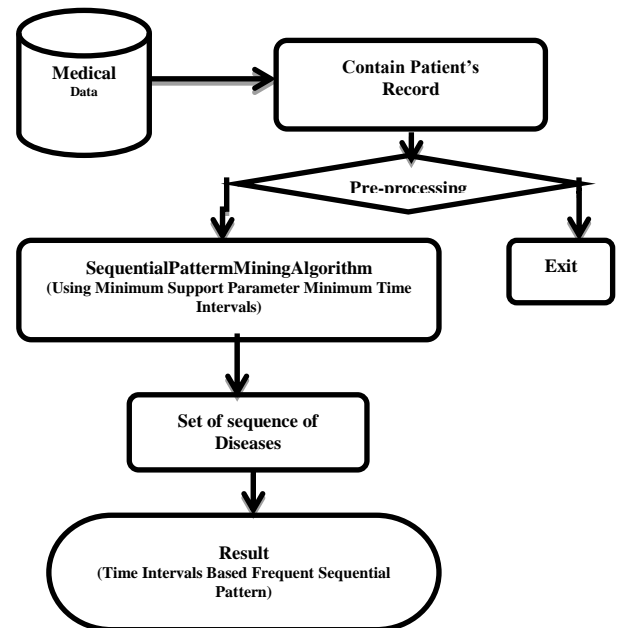 Medical
Data
Contain Patient's
Record
Pre-processing
SequentialPattermMiningAlgorithm
(Using Minimum Support Parameter Minimum Time
Intervals)
Exit
Set of sequence of
Diseases
Result
(Time Intervals Based Frequent Sequential
Pattern)